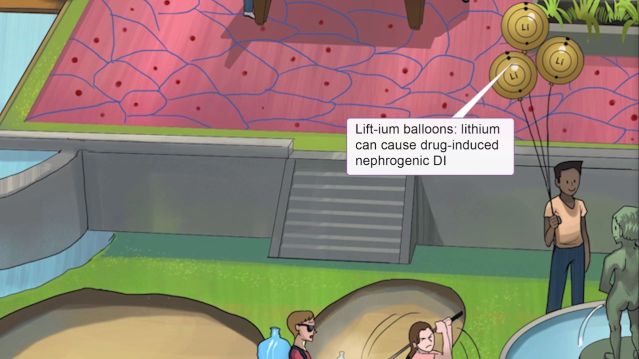 Li
Li
Li
Lift-ium balloons: lithium
can cause drug-induced
nephrogenic DI